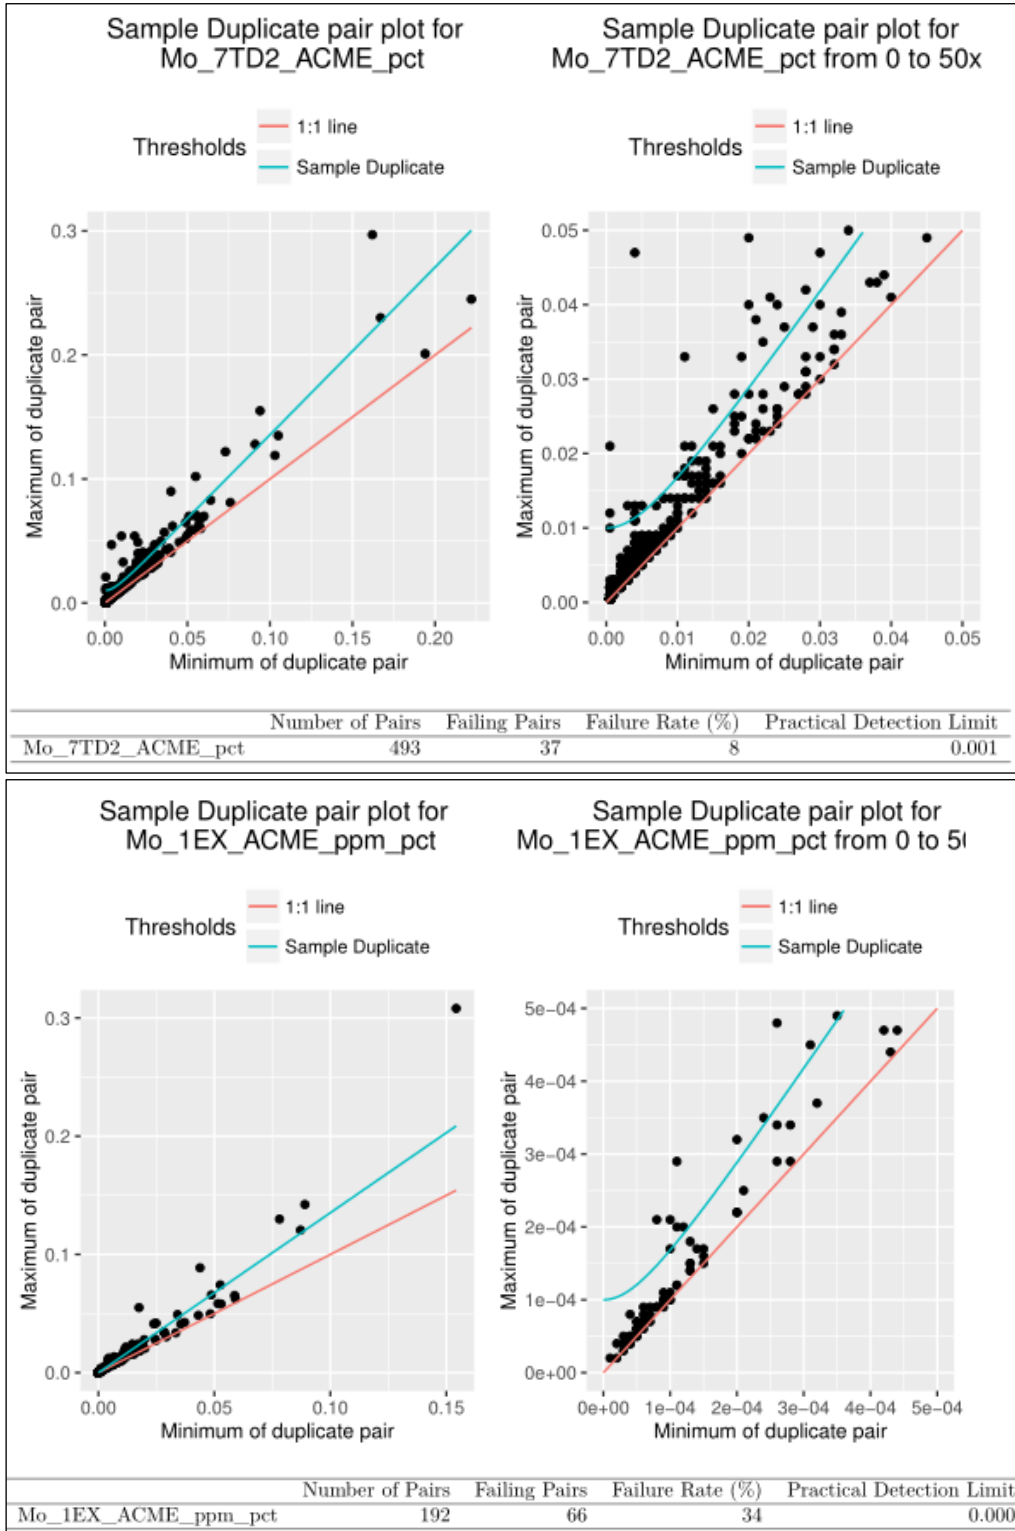 Sample Duplicate pair plot for
Mo_7TD2_ACME_pct
Thresholds
1:1 line
Sample Duplicate
Maximum of duplicate pair
0.3
0.2
0.1
0.0
0.00 0.05 0.10 0.15 0.20
Minimum of duplicate pair
Sample Duplicate pair plot for
Mo_7TD2_ACME_pct from 0 to 50x
Thresholds
1:1 line
Sample Duplicate
Maximum of duplicate pair
0.05
0.04
0.03
0.02
0.01
0.00
0.00 0.01 0.02 0.03 0.04 0.05
Minimum of duplicate pair
Number of Pairs Failing Pairs Failure Rate (%) Practical Detection Limit
Mo_7TD2_ACME_pct 493 37 8 0.001
Sample Duplicate pair plot for
Mo_1EX_ACME_ppm_pct
Thresholds
1:1 line
Sample Duplicate
Maximum of duplicate pair
0.3
0.2
0.1
0.0
0.00 0.05 0.10 0.15
Minimum of duplicate pair
Sample Duplicate pair plot for
Mo_1EX_ACME_ppm_pct from 0 to 5
Thresholds
1:1 line
Sample Duplicate
Maximum of duplicate pair
5e−04
4e−04
3e−04
2e−04
1e−04
0e+00
0e+00 1e−04 2e−04 3e−04 4e−04 5e−04
Minimum of duplicate pair
Number of Pairs Failing Pairs Failure Rate (%) Practical Detection Limit
Mo_1EX_ACME_ppm_pct 192 66 34 0.000